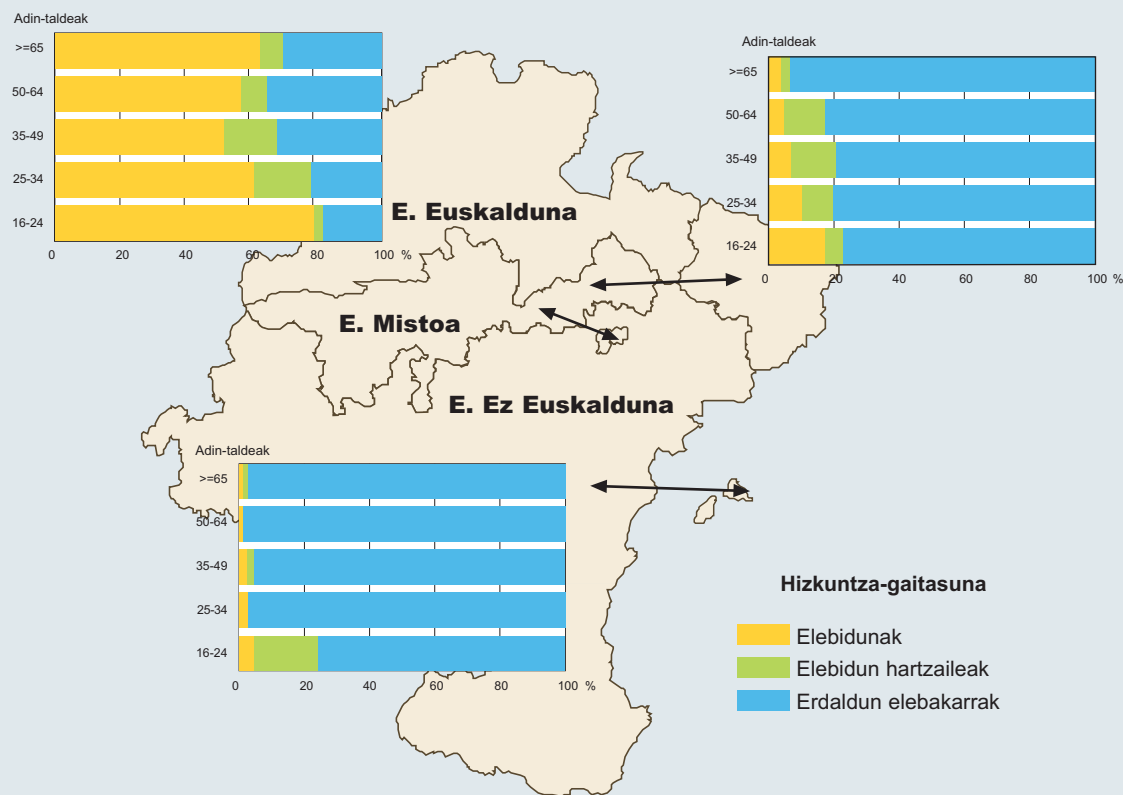 Adin-taldeak
>=65
50-64
35-49
25-34
16-24
0 20 40 60 80 100 %
Adin-taldeak
>=65
50-64
35-49
25-34
16-24
0 20 40 60 80 100 %
E. Euskalduna
E. Mistoa
E. Ez Euskalduna
Adin-taldeak
>=65
50-64
35-49
25-34
16-24
0 20 40 60 80 100 %
Hizkuntza-gaitasuna
Elebidunak
Elebidun hartzaileak
Erdaldun elebakarrak